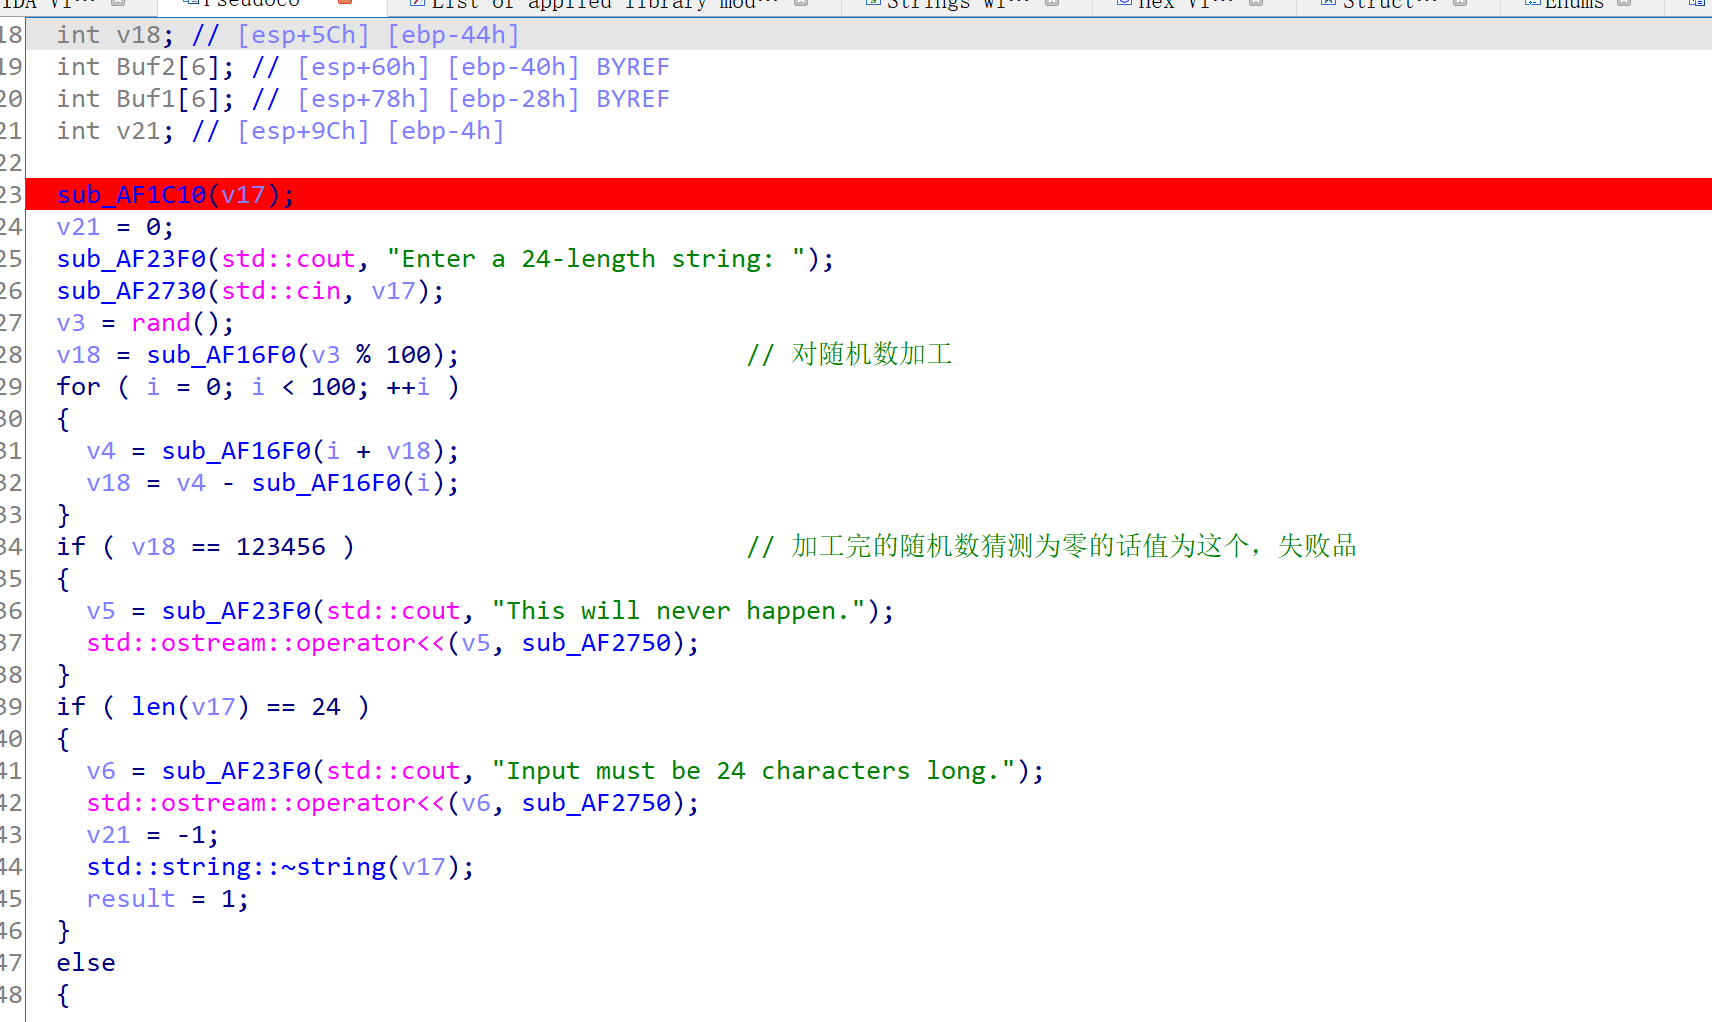 IDA Vi··· Pseudoco List of applied library mod··· Strings Wi··· Hex Vi··· Struct··· Enums
18 int v18; // [esp+5Ch] [ebp-44h]
19 int Buf2[6]; // [esp+60h] [ebp-40h] BYREF
20 int Buf1[6]; // [esp+78h] [ebp-28h] BYREF
21 int v21; // [esp+9Ch] [ebp-4h]
22
23 sub_AF1C10(v17);
24 v21 = 0;
25 sub_AF23F0(std::cout, "Enter a 24-length string: ");
26 sub_AF2730(std::cin, v17);
27 v3 = rand();
28 v18 = sub_AF16F0(v3 % 100); // 对随机数加工
29 for ( i = 0; i < 100; ++i )
30 {
31 v4 = sub_AF16F0(i + v18);
32 v18 = v4 - sub_AF16F0(i);
33 }
34 if ( v18 == 123456 ) // 加工完的随机数猜测为零的话值为这个，失败品
35 {
36 v5 = sub_AF23F0(std::cout, "This will never happen.");
37 std::ostream::operator<<(v5, sub_AF2750);
38 }
39 if ( len(v17) == 24 )
40 {
41 v6 = sub_AF23F0(std::cout, "Input must be 24 characters long.");
42 std::ostream::operator<<(v6, sub_AF2750);
43 v21 = -1;
44 std::string::~string(v17);
45 result = 1;
46 }
47 else
48 {